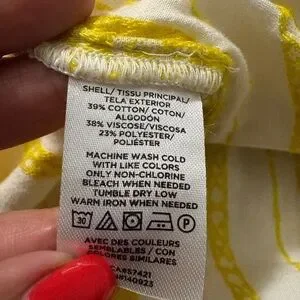 SHELL/ TISSU PRINCIPAL/
TELA EXTERIOR
39% COTTON/ COTON/
ALGODÓN
38% VISCOSE/VISCOSA
23% POLYESTER/
POLIÉSTER
MACHINE WASH COLD
WITH LIKE COLORS
ONLY NON-CHLORINE
BLEACH WHEN NEEDED
TUMBLE DRY LOW
WARM IRON WHEN NEEDED
30 P
AVEC DES COULEURS
SEMBLABLES/ CON
COLORES SIMILARES